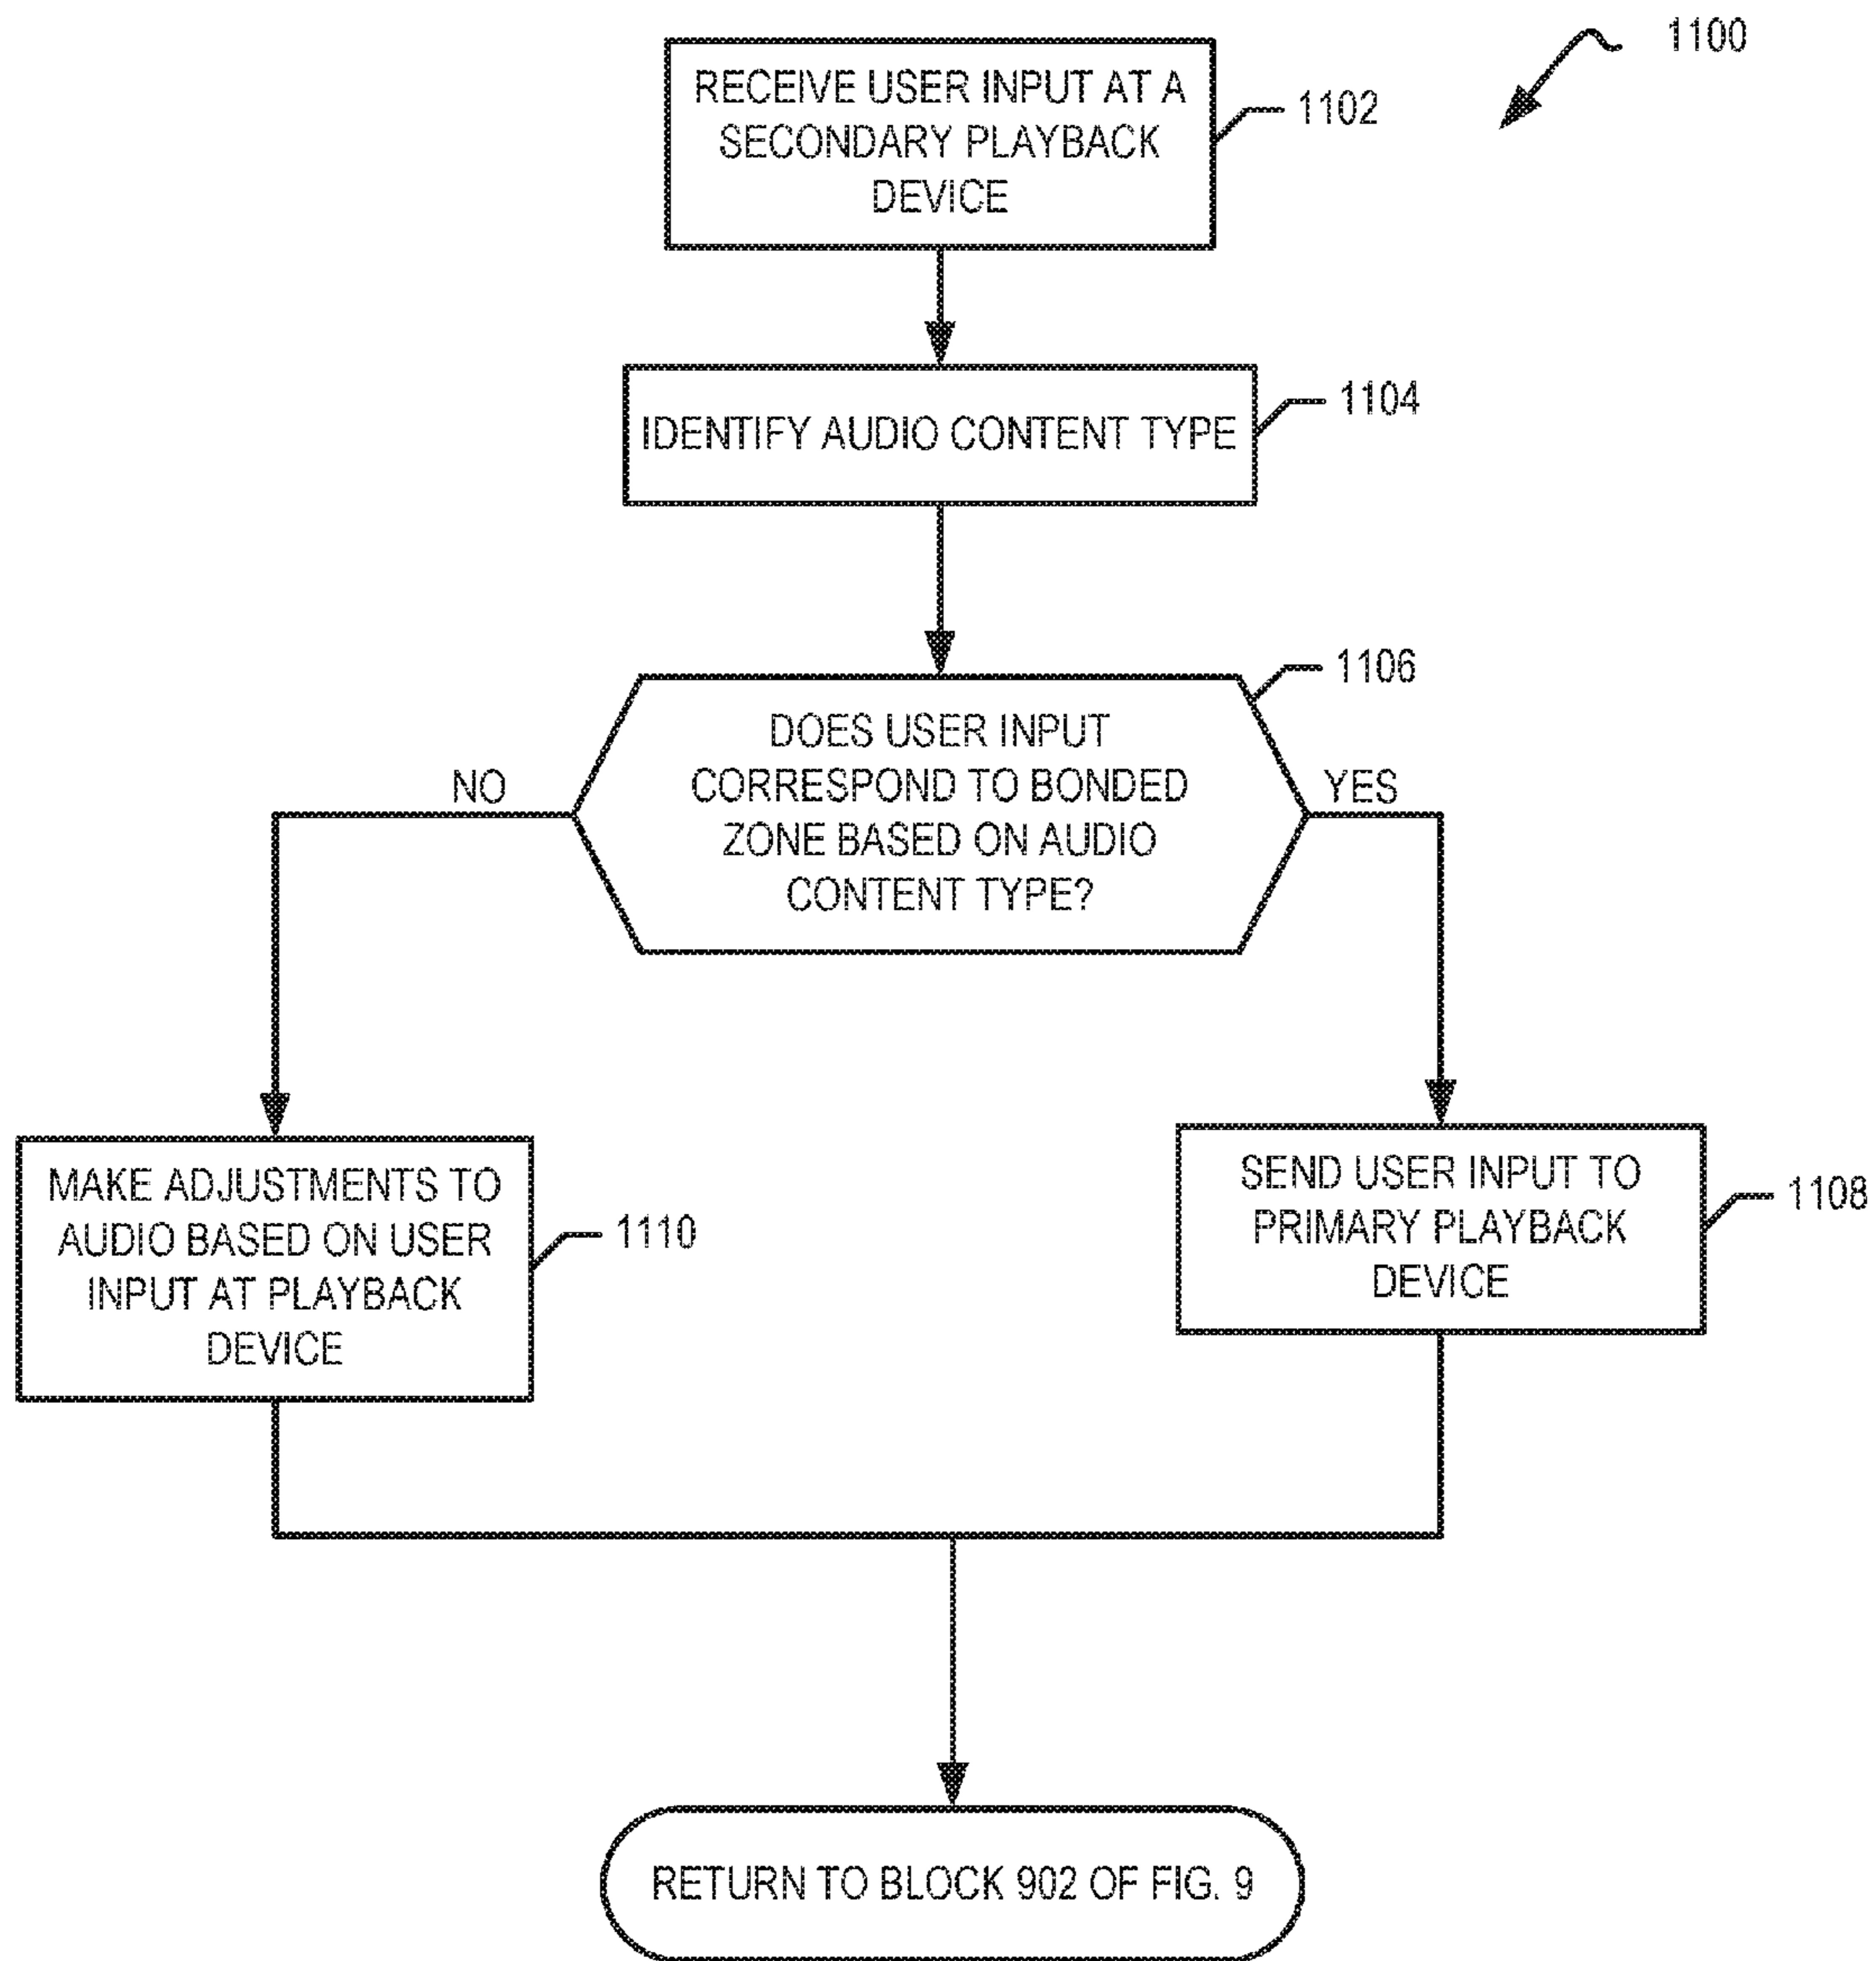 1100
RECEIVE USER INPUT AT A
SECONDARY PLAYBACK
DEVICE
1102
IDENTIFY AUDIO CONTENT TYPE
1104
1106
DOES USER INPUT
CORRESPOND TO BONDED
ZONE BASED ON AUDIO
CONTENT TYPE?
NO
YES
MAKE ADJUSTMENTS TO
AUDIO BASED ON USER
INPUT AT PLAYBACK
DEVICE
1110
SEND USER INPUT TO
PRIMARY PLAYBACK
DEVICE
1108
RETURN TO BLOCK 902 OF FIG. 9